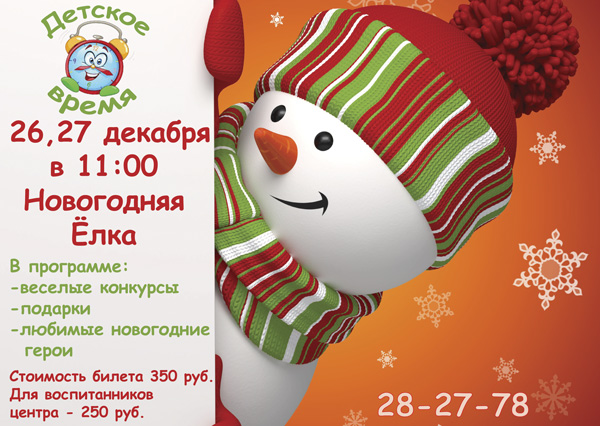 Детское
время
26,27 декабря
в 11:00
Новогодняя
Ёлка
В программе:
-веселые конкурсы
-подарки
-любимые новогодние
герои
Стоимость билета 350 руб.
Для воспитанников
центра - 250 руб.
28-27-78